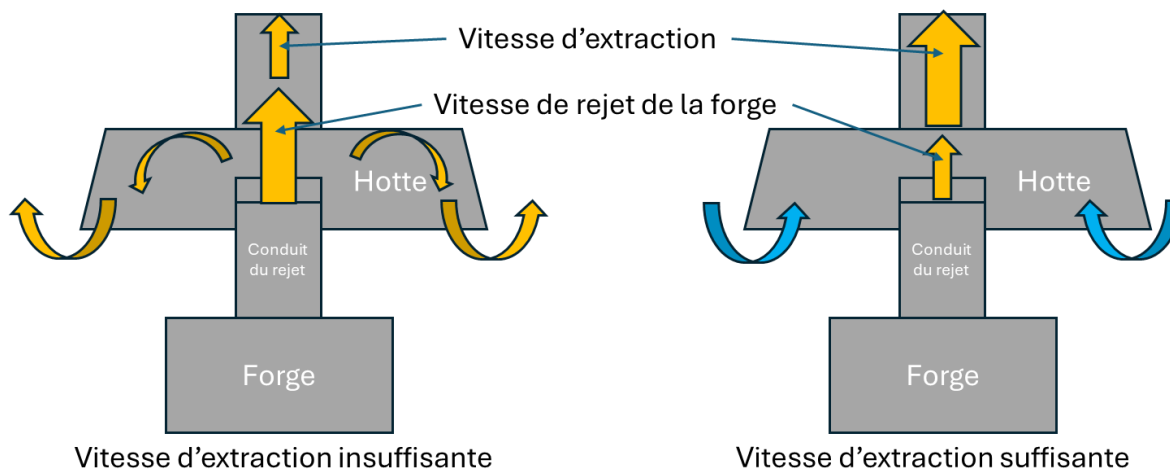 Vitesse d’extraction
Vitesse de rejet de la forge
Hotte
Hotte
Conduit
du rejet
Conduit
du rejet
Forge
Forge
Vitesse d’extraction insuffisante
Vitesse d’extraction suffisante